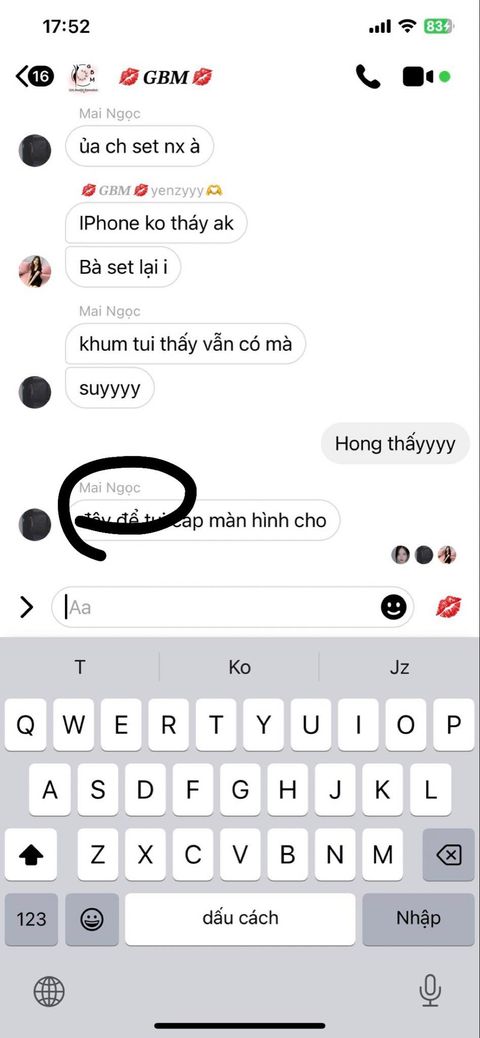 17:52
83
16
GBM
Mai Ngọc
ủa ch set nx à
GBM yenzyyy
IPhone ko tháy ak
Bà set lại i
Mai Ngọc
khum tui thấy vẫn có mà
suyyyy
Hong thấyyyy
Mai Ngọc
đây để tui cap màn hình cho
Aa
T Ko Jz
Q W E R T Y U I O P
A S D F G H J K L
Z X C V B N M
123 dấu cách Nhập